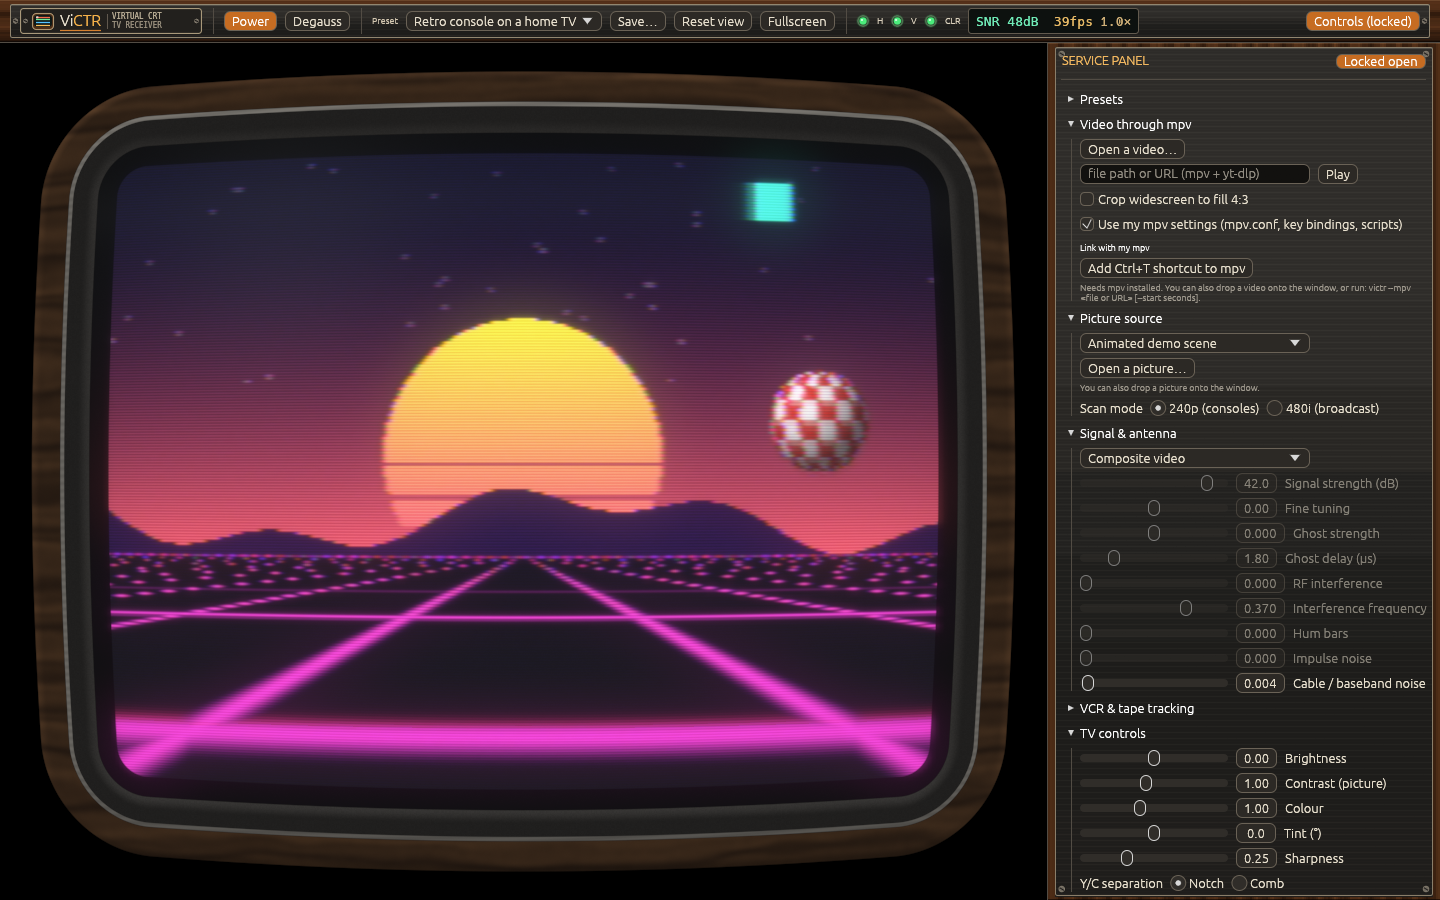 ViCTR VIRTUAL CRT TV RECEIVER Power Degauss Preset Retro console on a home TV Save... Reset view Fullscreen H V CLR SNR 48dB 39fps 1.0× Controls (locked)
SERVICE PANEL Locked open
Presets
Video through mpv
Open a video...
file path or URL (mpv + yt-dlp) Play
Crop widescreen to fill 4:3
Use my mpv settings (mpv.conf, key bindings, scripts)
Link with my mpv
Add Ctrl+T shortcut to mpv
Needs mpv installed. You can also drop a video onto the window, or run: victr --mpv
«file or URL» [--start seconds].
Picture source
Animated demo scene
Open a picture...
You can also drop a picture onto the window.
Scan mode 240p (consoles) 480i (broadcast)
Signal & antenna
Composite video
42.0 Signal strength (dB)
0.00 Fine tuning
0.000 Ghost strength
1.80 Ghost delay (µs)
0.000 RF interference
0.370 Interference frequency
0.000 Hum bars
0.000 Impulse noise
0.004 Cable / baseband noise
VCR & tape tracking
TV controls
0.00 Brightness
1.00 Contrast (picture)
1.00 Colour
0.0 Tint (°)
0.25 Sharpness
Y/C separation Notch Comb